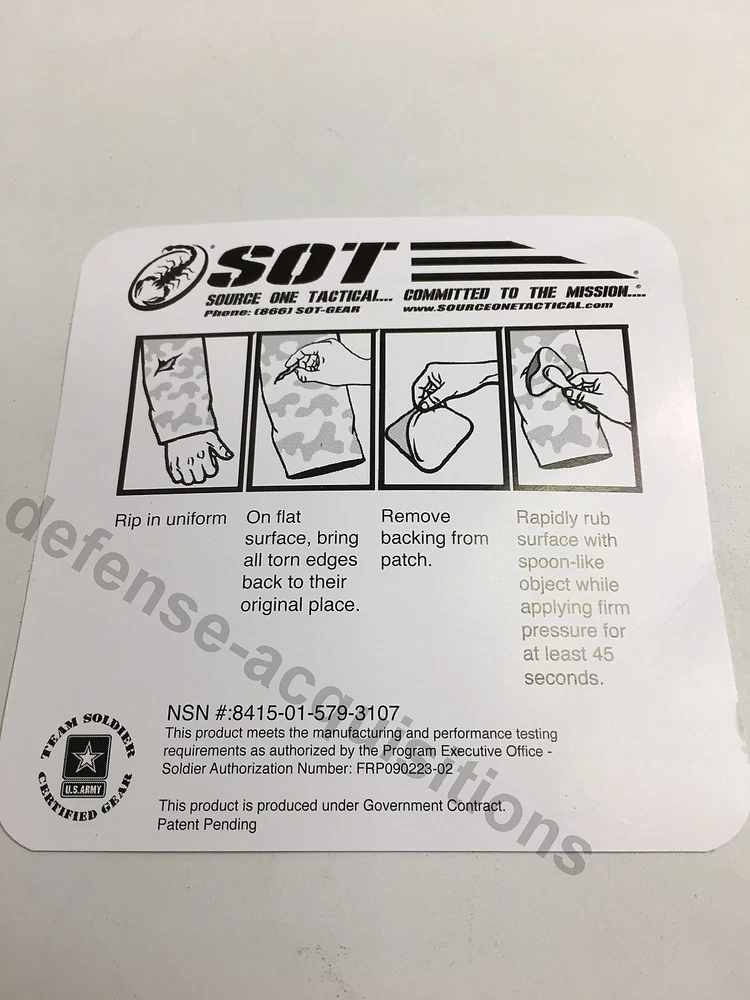 SOT
SOURCE ONE TACTICAL.... COMMITTED TO THE MISSION....
Phone: (866) SOT-GEAR www.SOURCEONETACTICAL.com
Rip in uniform
On flat
surface, bring
all torn edges
back to their
original place.
Remove
backing from
patch.
Rapidly rub
surface with
spoon-like
object while
applying firm
pressure for
at least 45
seconds.
defense-acquisitions
NSN #:8415-01-579-3107
This product meets the manufacturing and performance testing
requirements as authorized by the Program Executive Office -
Soldier Authorization Number: FRP090223-02
This product is produced under Government Contract.
Patent Pending
TEAM SOLDIER
U.S.ARMY
CERTIFIED GEAR